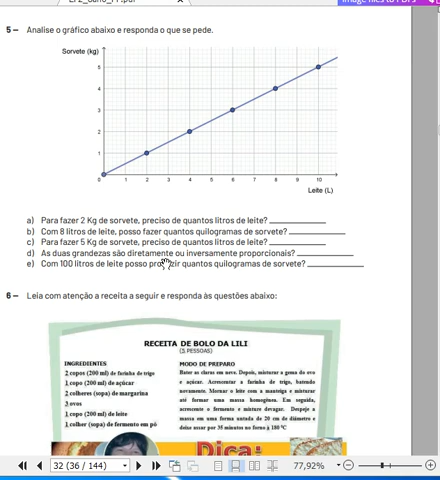 5 — Analise o gráfico abaixo e responda o que se pede.
Sorvete (kg)
5
4
3
2
1
0 1 2 3 4 5 6 7 8 9 10
Leite (L)
a) Para fazer 2 Kg de sorvete, preciso de quantos litros de leite?
b) Com 8 litros de leite, posso fazer quantos quilogramas de sorvete?
c) Para fazer 5 Kg de sorvete, preciso de quantos litros de leite?
d) As duas grandezas são diretamente ou inversamente proporcionais?
e) Com 100 litros de leite posso produzir quantos quilogramas de sorvete?
6 — Leia com atenção a receita a seguir e responda às questões abaixo:
RECEITA DE BOLO DA LILI
(3 PESSOAS)
INGREDIENTES
2 copos (200 ml) de farinha de trigo
1 copo (200 ml) de açúcar
2 colheres (sopa) de margarina
3 ovos
1 copo (200 ml) de leite
1 colher (sopa) de fermento em pó
MODO DE PREPARO
Bater as claras em neve. Depois, misturar a gema do ovo
e açúcar. Acrescentar a farinha de trigo, batendo
novamente. Mornar o leite com a manteiga e misturar
até formar uma massa homogênea. Em seguida,
acrescente o fermento e misture devagar. Despeje a
massa em uma forma untada de 20 cm de diâmetro e
deixe assar por 35 minutos no forno à 180 °C
Dica:
32 (36 / 144)
77,92%